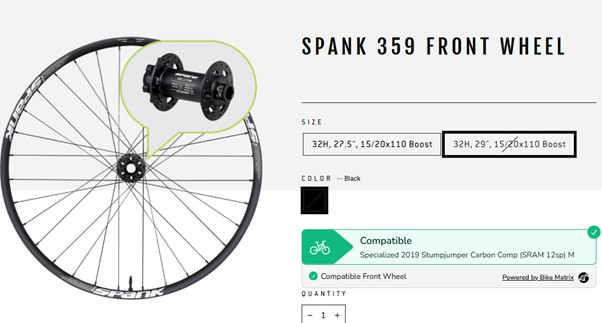 SPANK 359 FRONT WHEEL
SIZE
32H, 27.5", 15/20x110 Boost
32H, 29", 15/20x110 Boost
COLOR — Black
Compatible
Specialized 2019 Stumpjumper Carbon Comp (SRAM 12sp) M
Compatible Front Wheel
Powered by Bike Matrix
QUANTITY
− 1 +
SPANK